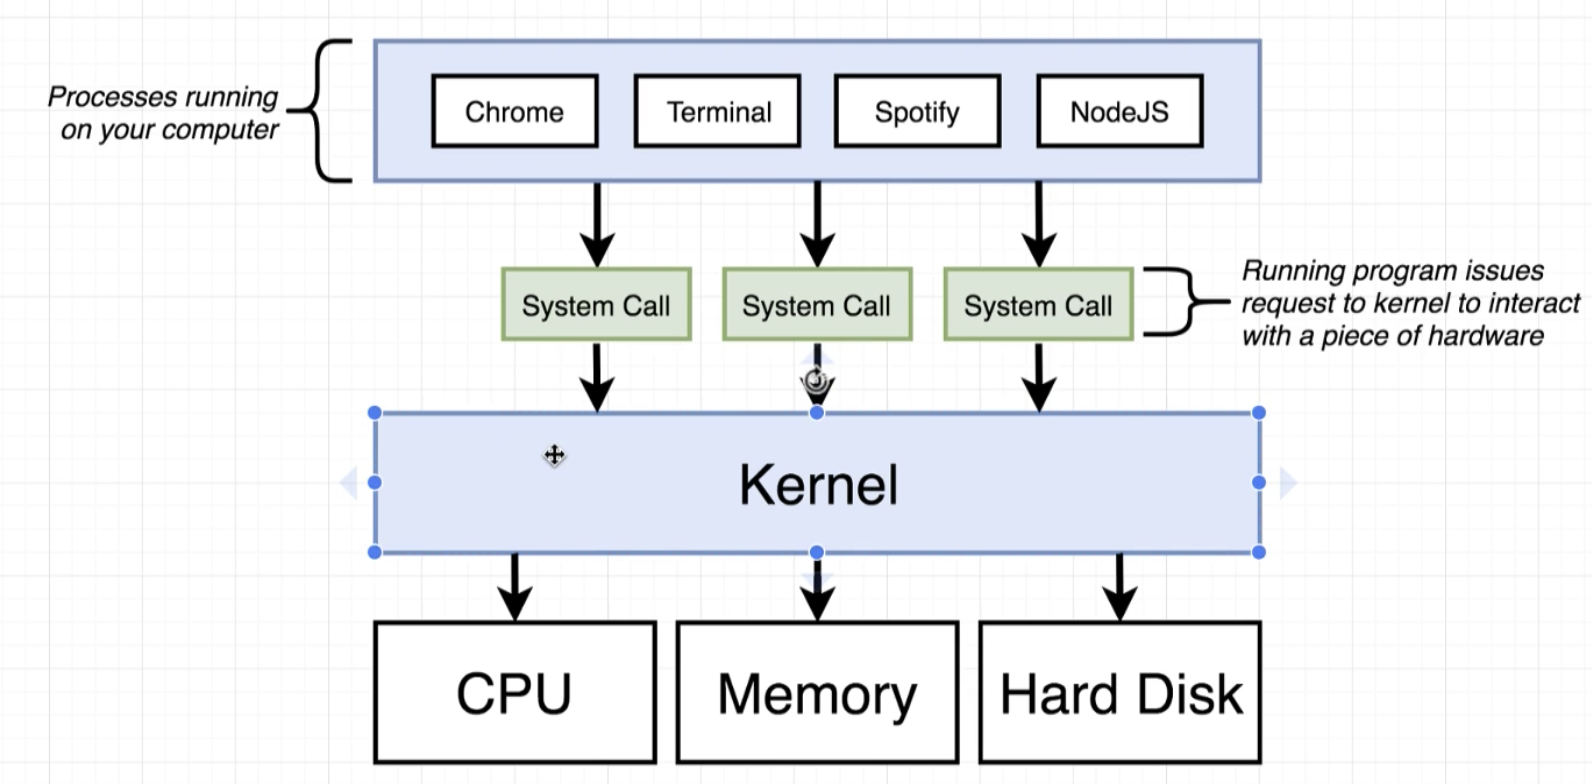 Processes running
on your computer
Chrome
Terminal
Spotify
NodeJS
System Call
System Call
System Call
Running program issues
request to kernel to interact
with a piece of hardware
Kernel
CPU
Memory
Hard Disk